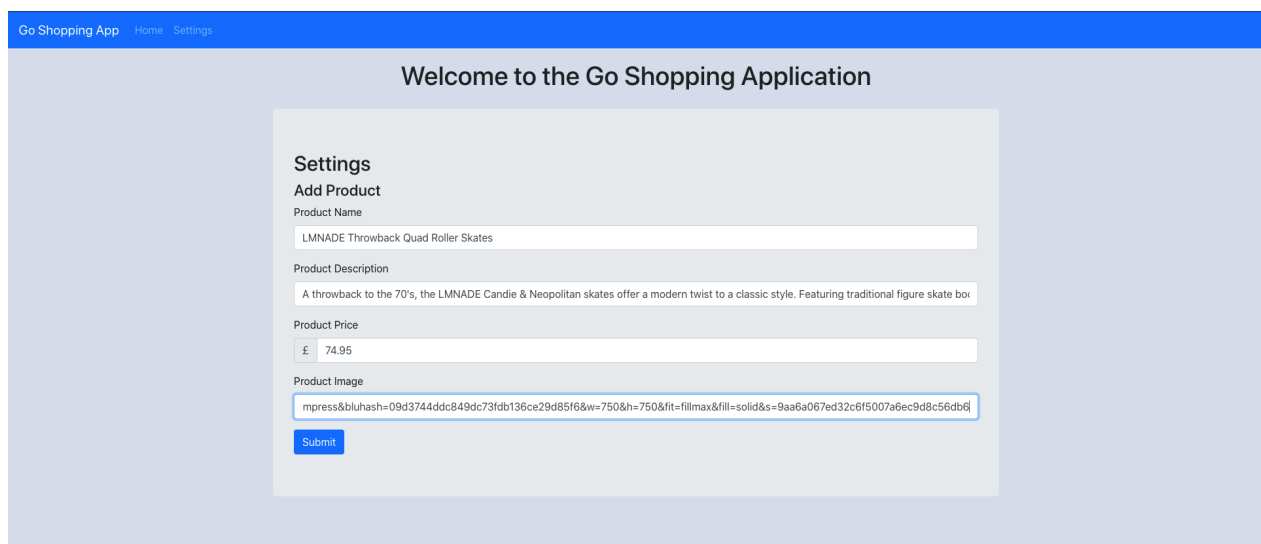 Go Shopping App Home Settings
Welcome to the Go Shopping Application
Settings
Add Product
Product Name
LMNADE Throwback Quad Roller Skates
Product Description
A throwback to the 70's, the LMNADE Candie & Neopolitan skates offer a modern twist to a classic style. Featuring traditional figure skate boo
Product Price
£ 74.95
Product Image
mpress&bluhash=09d3744ddc849dc73fdb136ce29d85f6&w=750&h=750&fit=fillmax&fill=solid&s=9aa6a067ed32c6f5007a6ec9d8c56db6
Submit